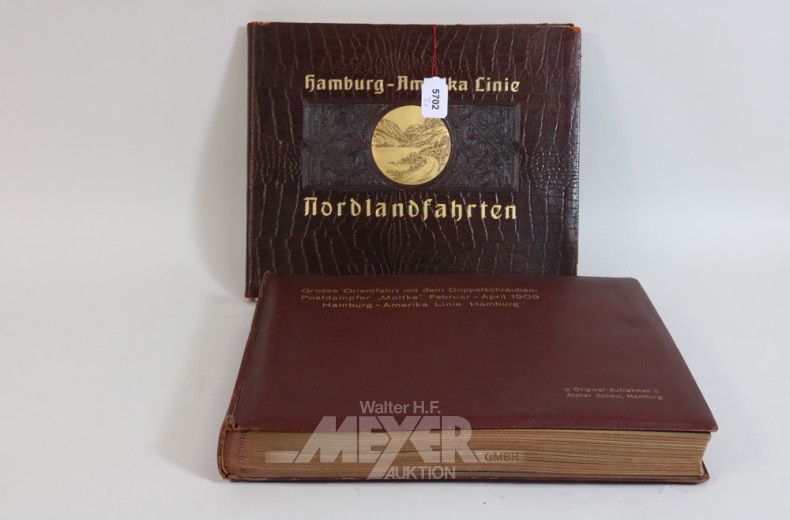 Hamburg-Amerika Linie
5702
Nordlandfahrten
Grosse Orientfahrt mit dem Doppelschrauben-
Postdampfer „Moltke" Februar - April 1909
Hamburg - Amerika Linie Hamburg
Original-Aufnahmen
Atelier Schaul, Hamburg
Walter H.F.
MEYER
GMBH
AUKTION